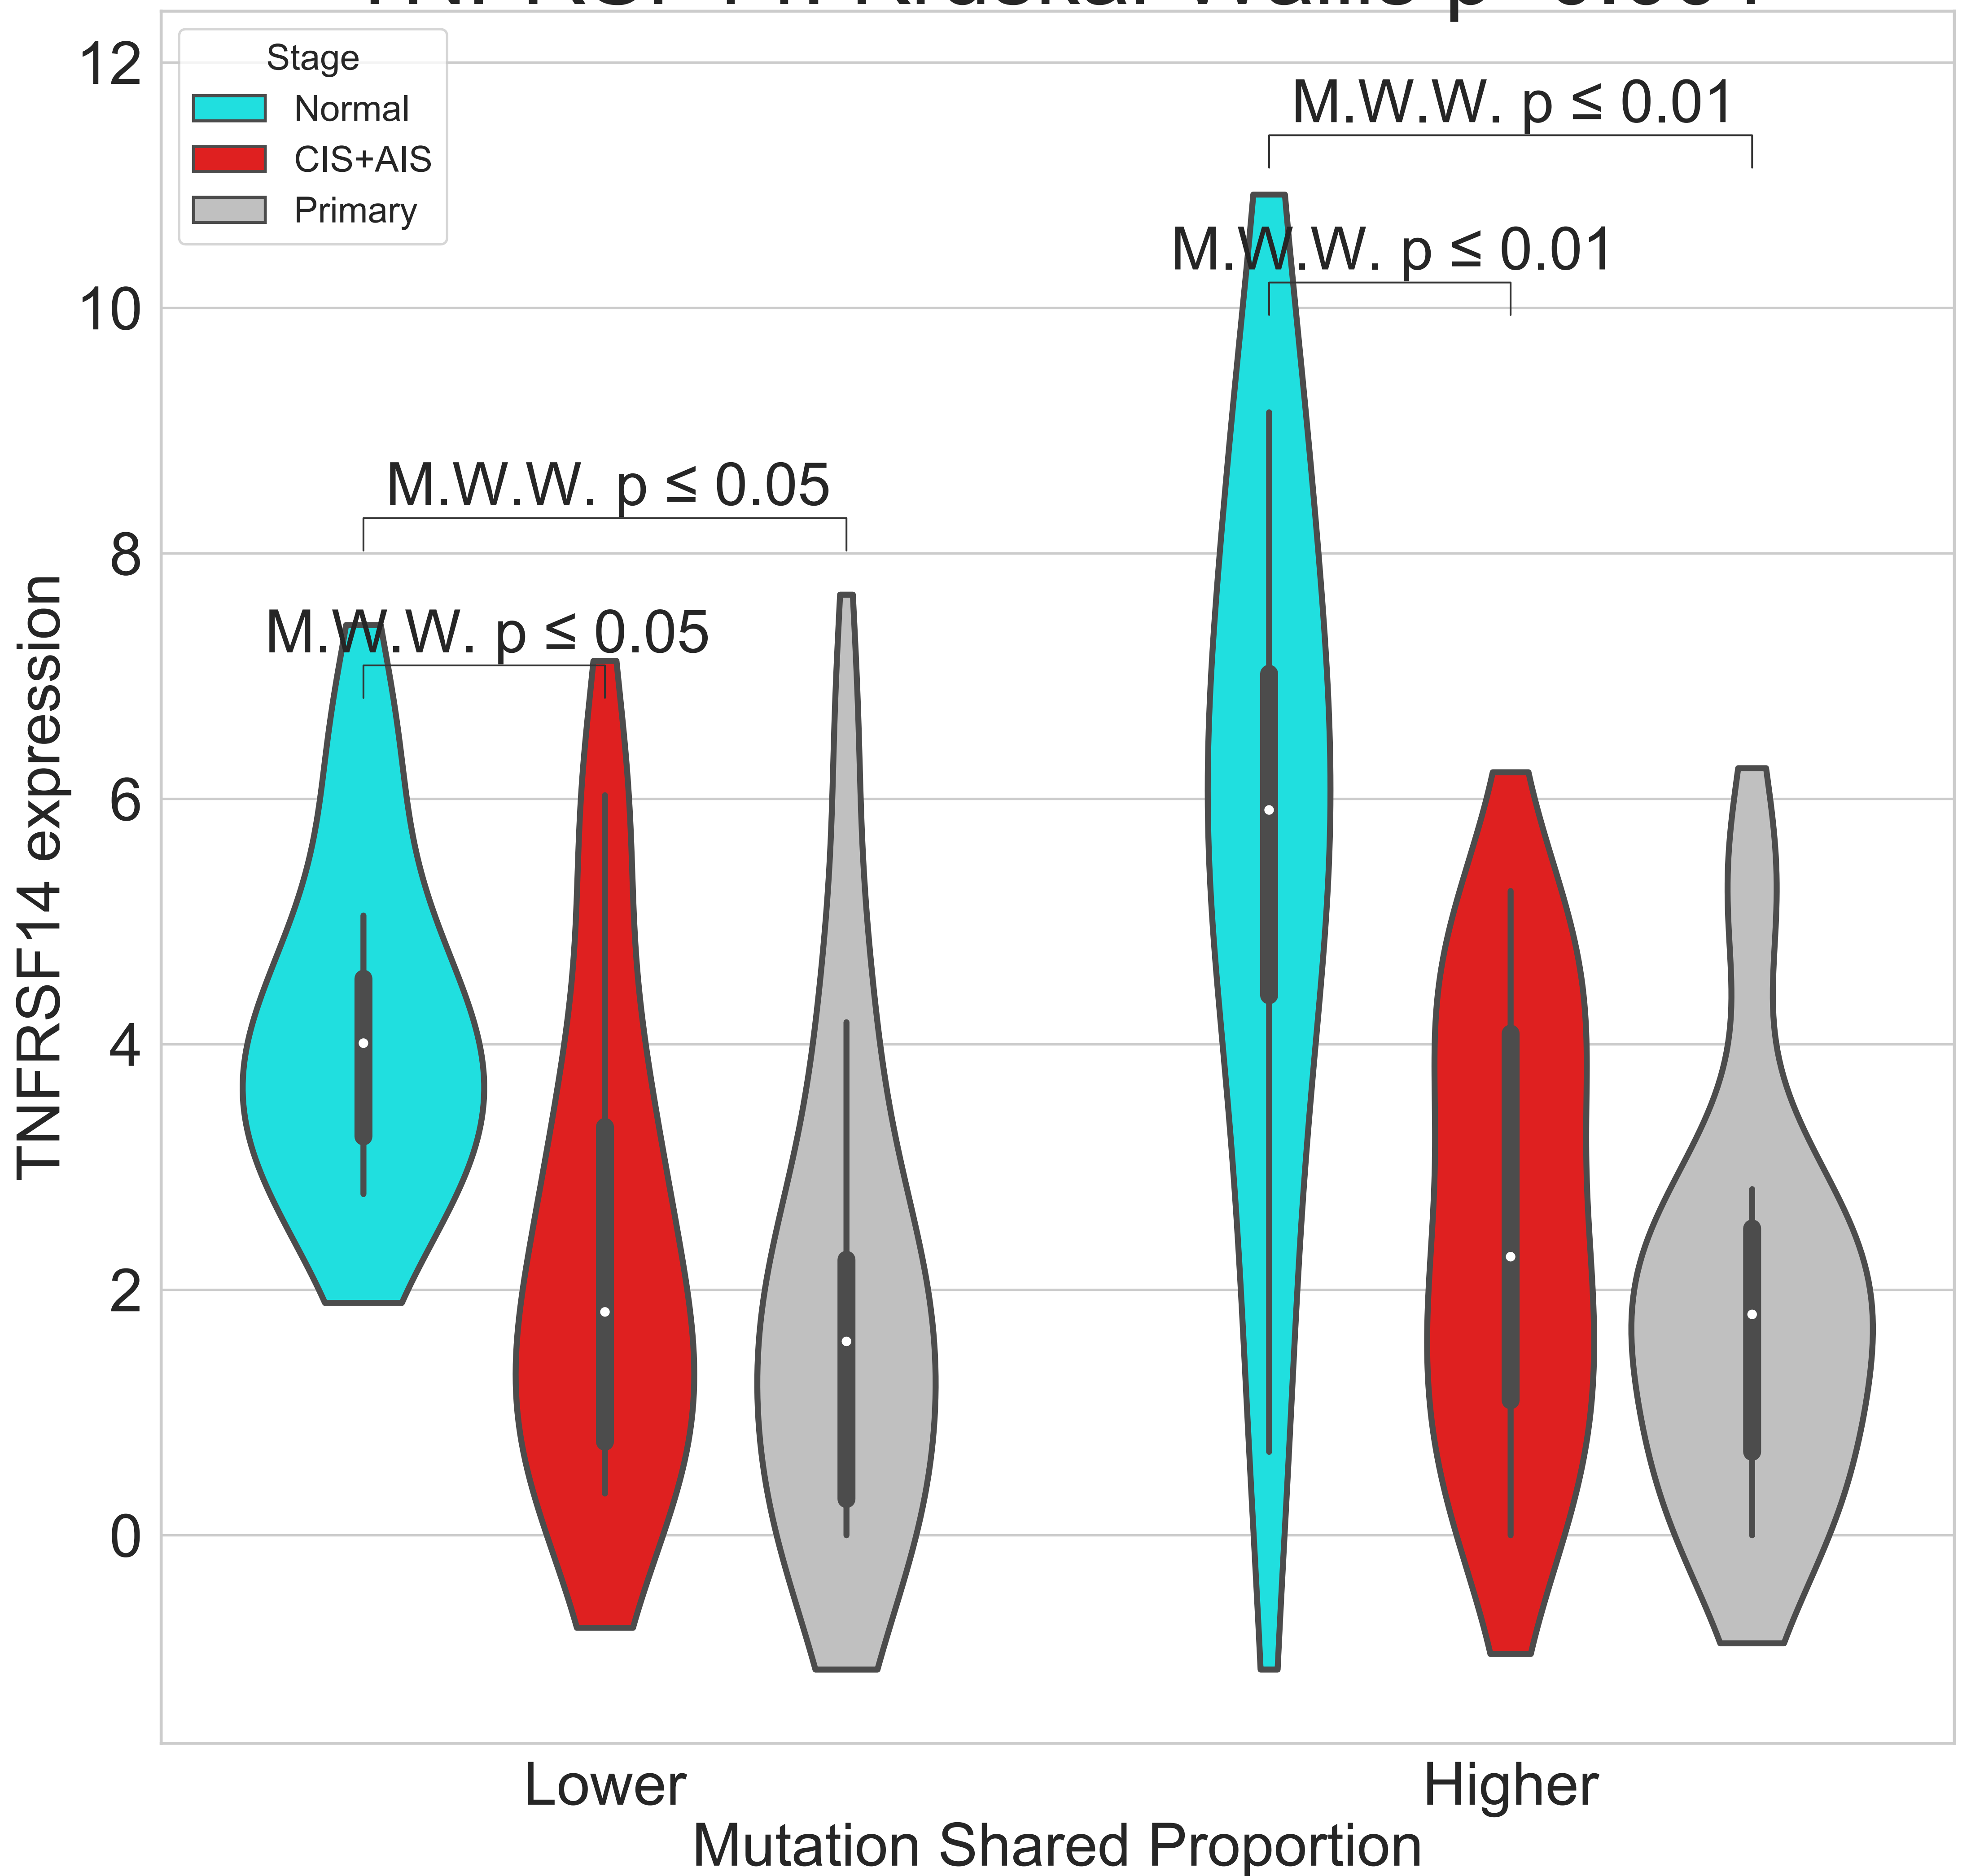 12
10
8
6
4
2
0
TNFRSF14 expression
Stage
Normal
CIS+AIS
Primary
M.W.W. p ≤ 0.01
M.W.W. p ≤ 0.01
M.W.W. p ≤ 0.05
M.W.W. p ≤ 0.05
Lower
Higher
Mutation Shared Proportion